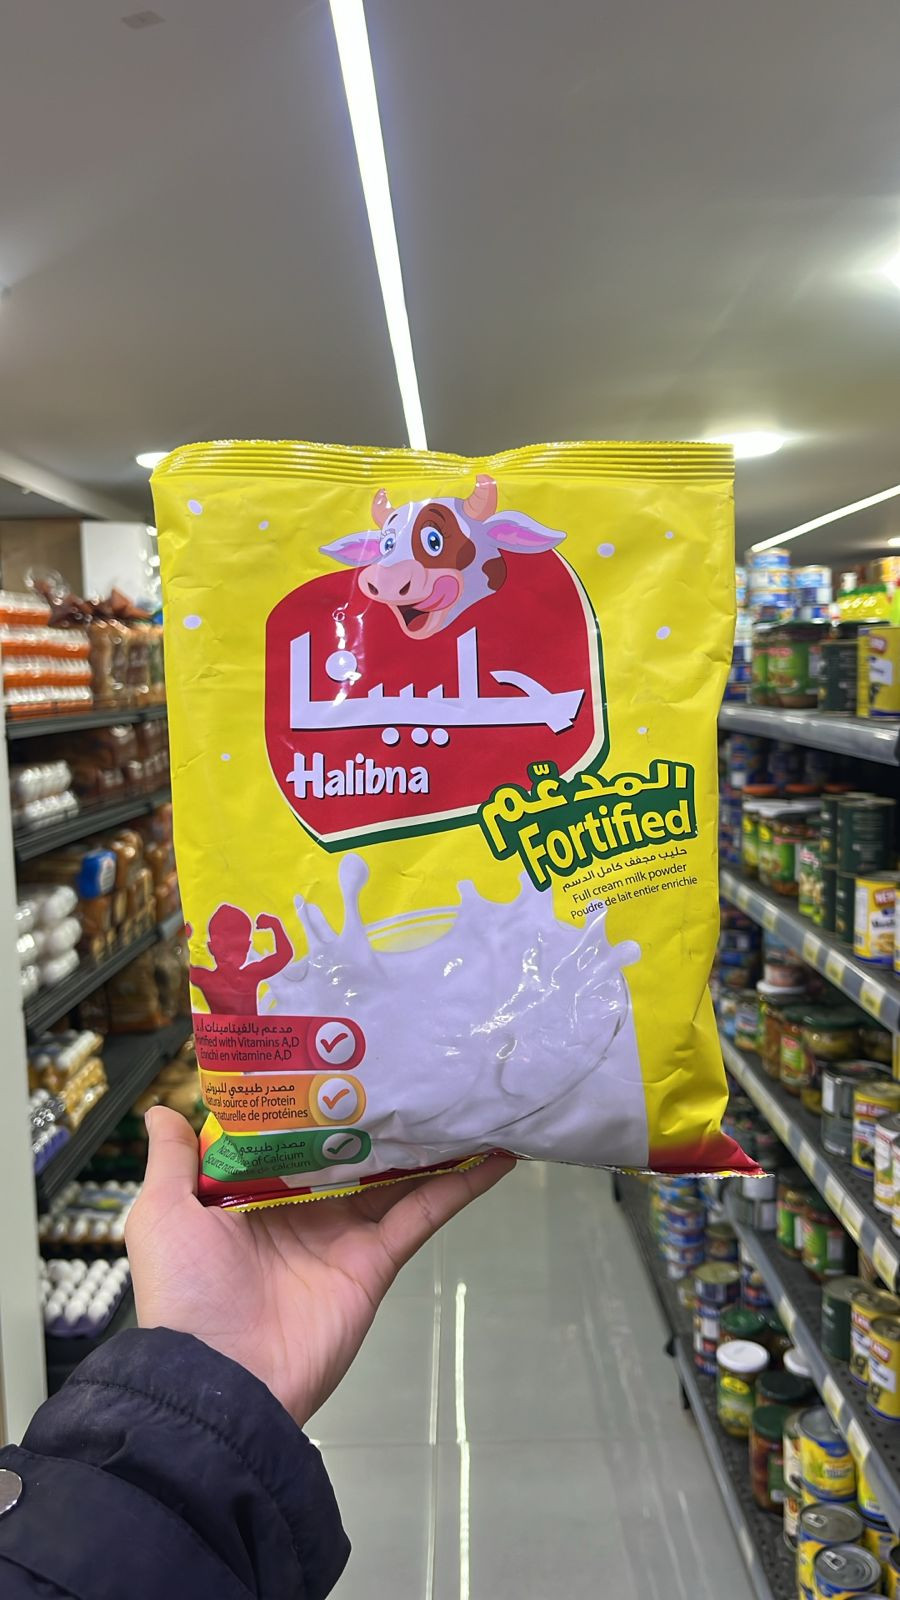 حليبنا
Halibna
المدعّم
Fortified
حليب مجفف كامل الدسم
Full cream milk powder
Poudre de lait entier enrichie
مدعم بالفيتامينات أ، د
Fortified with Vitamins A,D
Enrichi en vitamine A,D
مصدر طبيعي للبروتين
Natural source of Protein
naturelle de protéines
مصدر طبيعي
of Calcium
de calcium